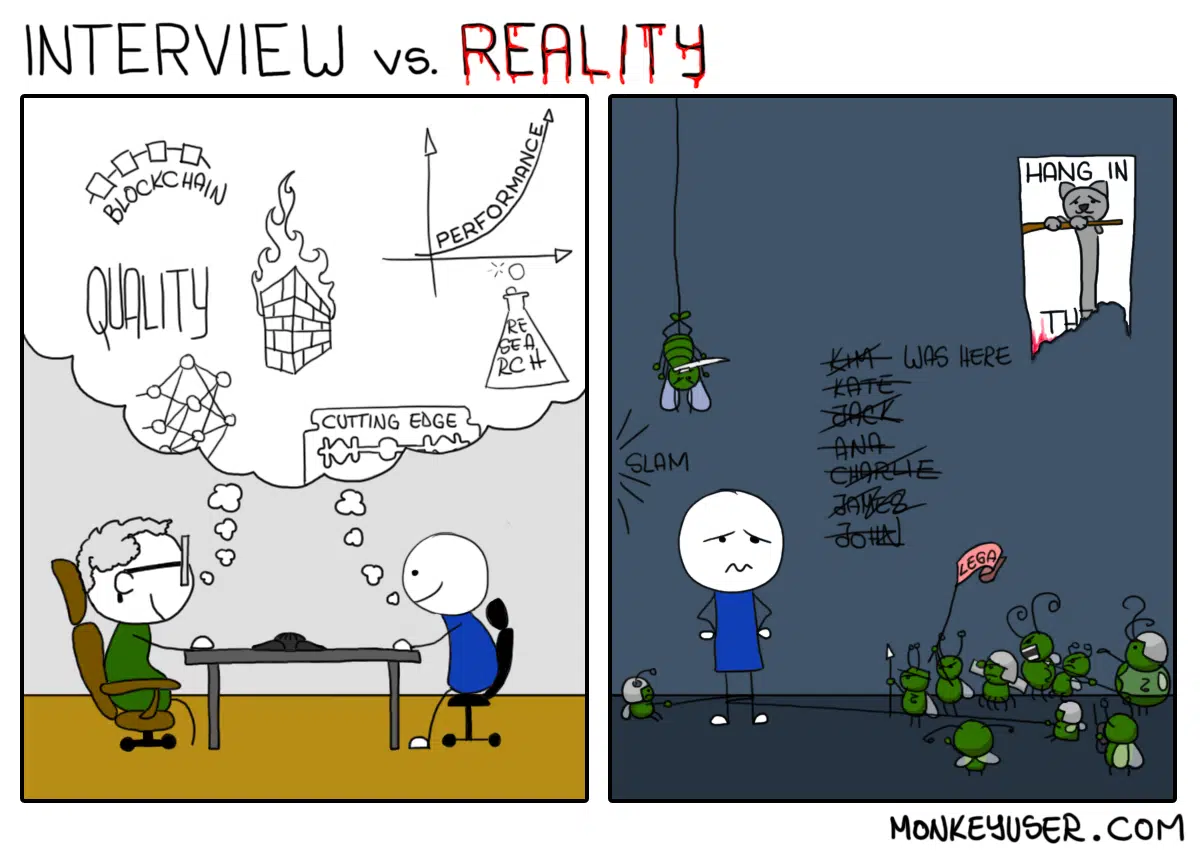 INTERVIEW vs. REALITY
BLOCKCHAIN
PERFORMANCE
QUALITY
RE
SEA
RCH
CUTTING EDGE
HANG IN
TH
KIM WAS HERE
KATE
JACK
ANA
CHARLIE
JAMES
JOHN
SLAM
LEGA
MONKEYUSER.COM